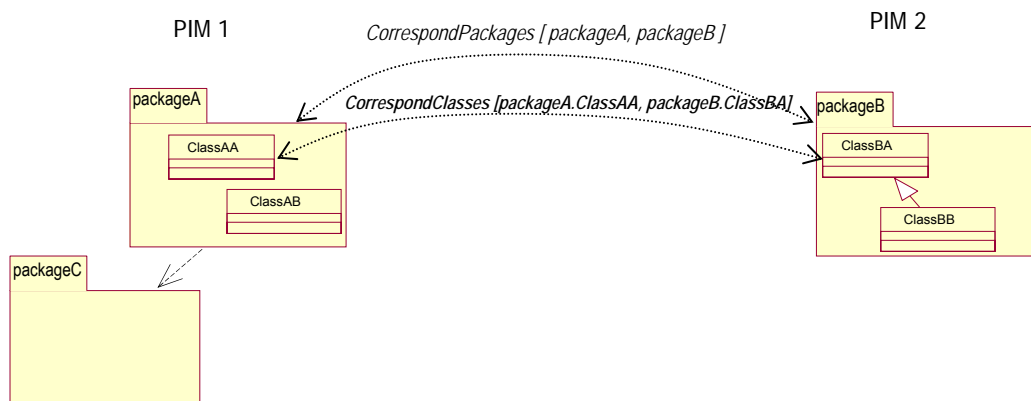 PIM 1
CorrespondPackages [ packageA, packageB ]
PIM 2
packageA
CorrespondClasses [packageA.ClassAA, packageB.ClassBA]
packageB
ClassAA
ClassBA
ClassAB
ClassBB
packageC